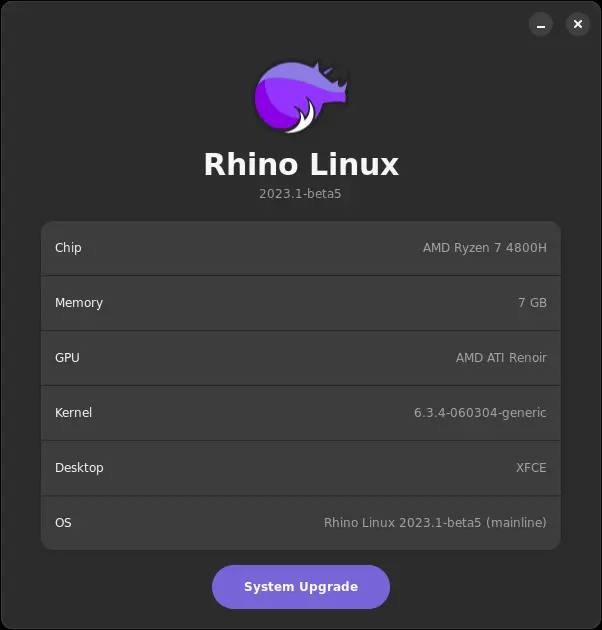 Rhino Linux
2023.1-beta5
Chip AMD Ryzen 7 4800H
Memory 7 GB
GPU AMD ATI Renoir
Kernel 6.3.4-060304-generic
Desktop XFCE
OS Rhino Linux 2023.1-beta5 (mainline)
System Upgrade